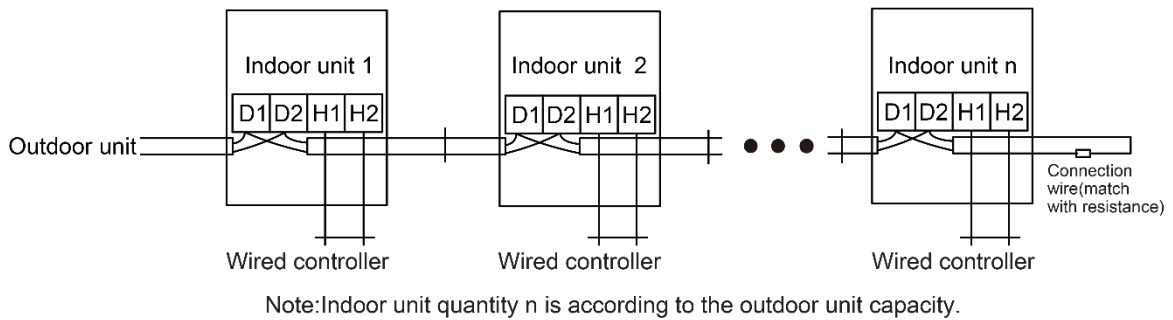 Indoor unit 1
Indoor unit 2
Indoor unit n
D1 D2 H1 H2
D1 D2 H1 H2
D1 D2 H1 H2
Outdoor unit
Connection
wire(match
with resistance)
Wired controller
Wired controller
Wired controller
Note:Indoor unit quantity n is according to the outdoor unit capacity.